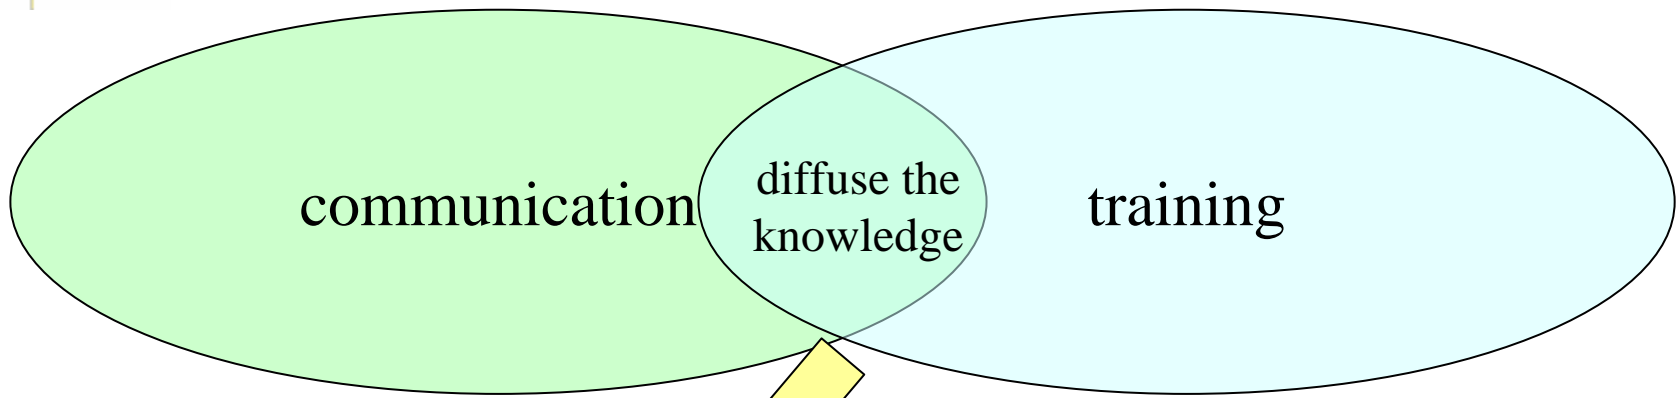 communication
diffuse the
knowledge
training